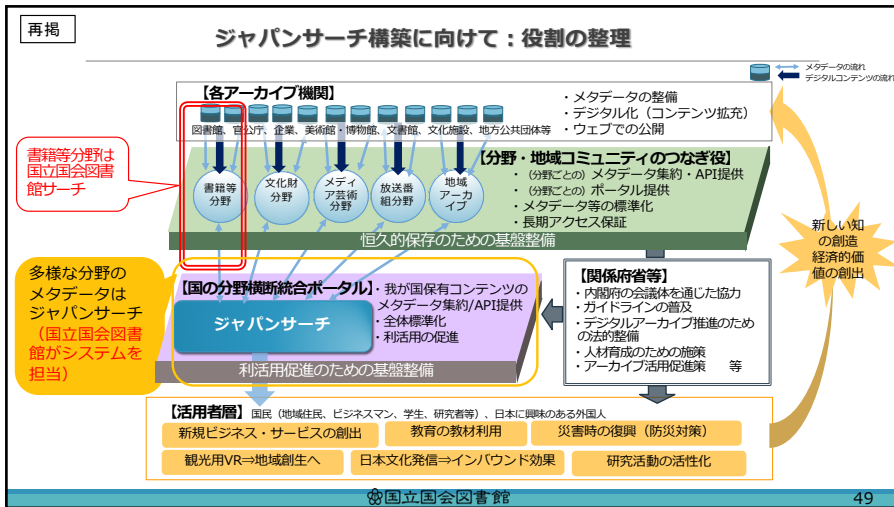 再掲
ジャパンサーチ構築に向けて：役割の整理
メタデータの流れ
デジタルコンテンツの流れ
【各アーカイブ機関】
・メタデータの整備
・デジタル化（コンテンツ拡充）
・ウェブでの公開
図書館、官公庁、企業、美術館・博物館、文書館、文化施設、地方公共団体等
書籍等分野は
国立国会図書
館サーチ
【分野・地域コミュニティのつなぎ役】
・（分野ごとの）メタデータ集約・API提供
・（分野ごとの）ポータル提供
・メタデータ等の標準化
・長期アクセス保証
書籍等
分野
文化財
分野
メディ
ア芸術
分野
放送番
組分野
地域
アーカ
イブ
恒久的保存のための基盤整備
新しい知
の創造
経済的価
値の創出
多様な分野の
メタデータは
ジャパンサーチ
（国立国会図書
館がシステムを
担当）
【国の分野横断統合ポータル】
・我が国保有コンテンツの
メタデータ集約/API提供
・全体標準化
・利活用の促進
ジャパンサーチ
利活用促進のための基盤整備
【関係府省等】
・内閣府の会議体を通じた協力
・ガイドラインの普及
・デジタルアーカイブ推進のため
の法的整備
・人材育成のための施策
・アーカイブ活用促進策　等
【活用者層】国民（地域住民、ビジネスマン、学生、研究者等）、日本に興味のある外国人
新規ビジネス・サービスの創出
教育の教材利用
災害時の復興（防災対策）
観光用VR⇒地域創生へ
日本文化発信⇒インバウンド効果
研究活動の活性化
国立国会図書館
49